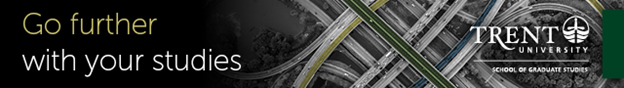 Go further
with your studies
TRENT
UNIVERSITY
SCHOOL OF GRADUATE STUDIES